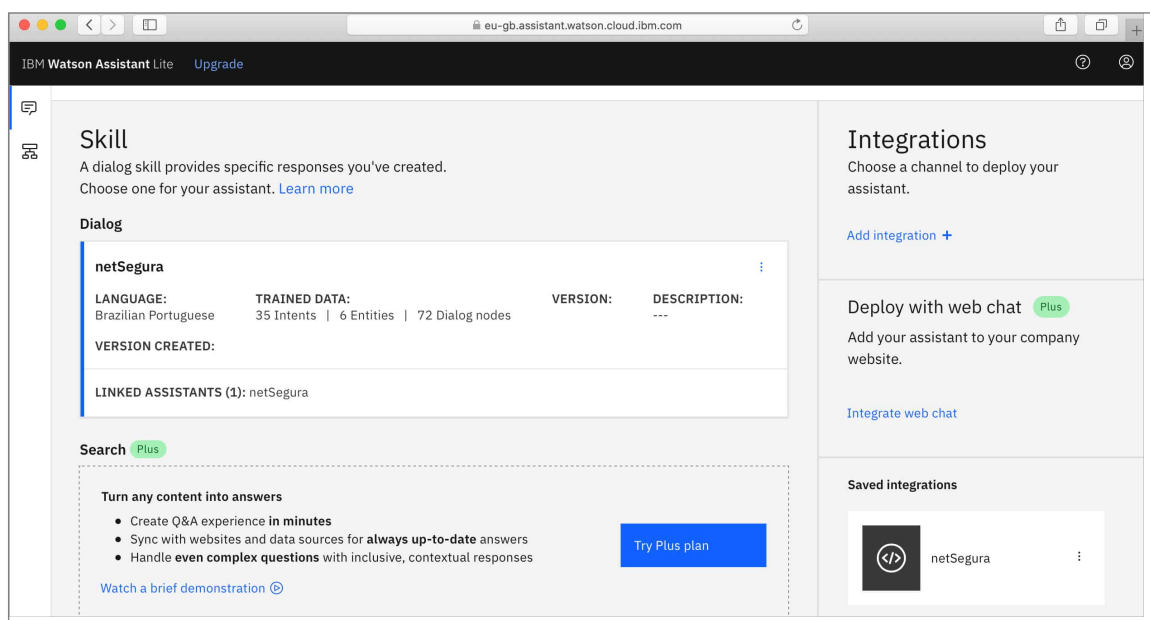 eu-gb.assistant.watson.cloud.ibm.com
IBM Watson Assistant Lite Upgrade
Skill
A dialog skill provides specific responses you've created.
Choose one for your assistant. Learn more
Dialog
netSegura
LANGUAGE: TRAINED DATA: VERSION: DESCRIPTION:
Brazilian Portuguese 35 Intents | 6 Entities | 72 Dialog nodes ---
VERSION CREATED:
LINKED ASSISTANTS (1): netSegura
Search Plus
Turn any content into answers
• Create Q&A experience in minutes
• Sync with websites and data sources for always up-to-date answers
• Handle even complex questions with inclusive, contextual responses
Try Plus plan
Watch a brief demonstration
Integrations
Choose a channel to deploy your
assistant.
Add integration +
Deploy with web chat Plus
Add your assistant to your company
website.
Integrate web chat
Saved integrations
netSegura